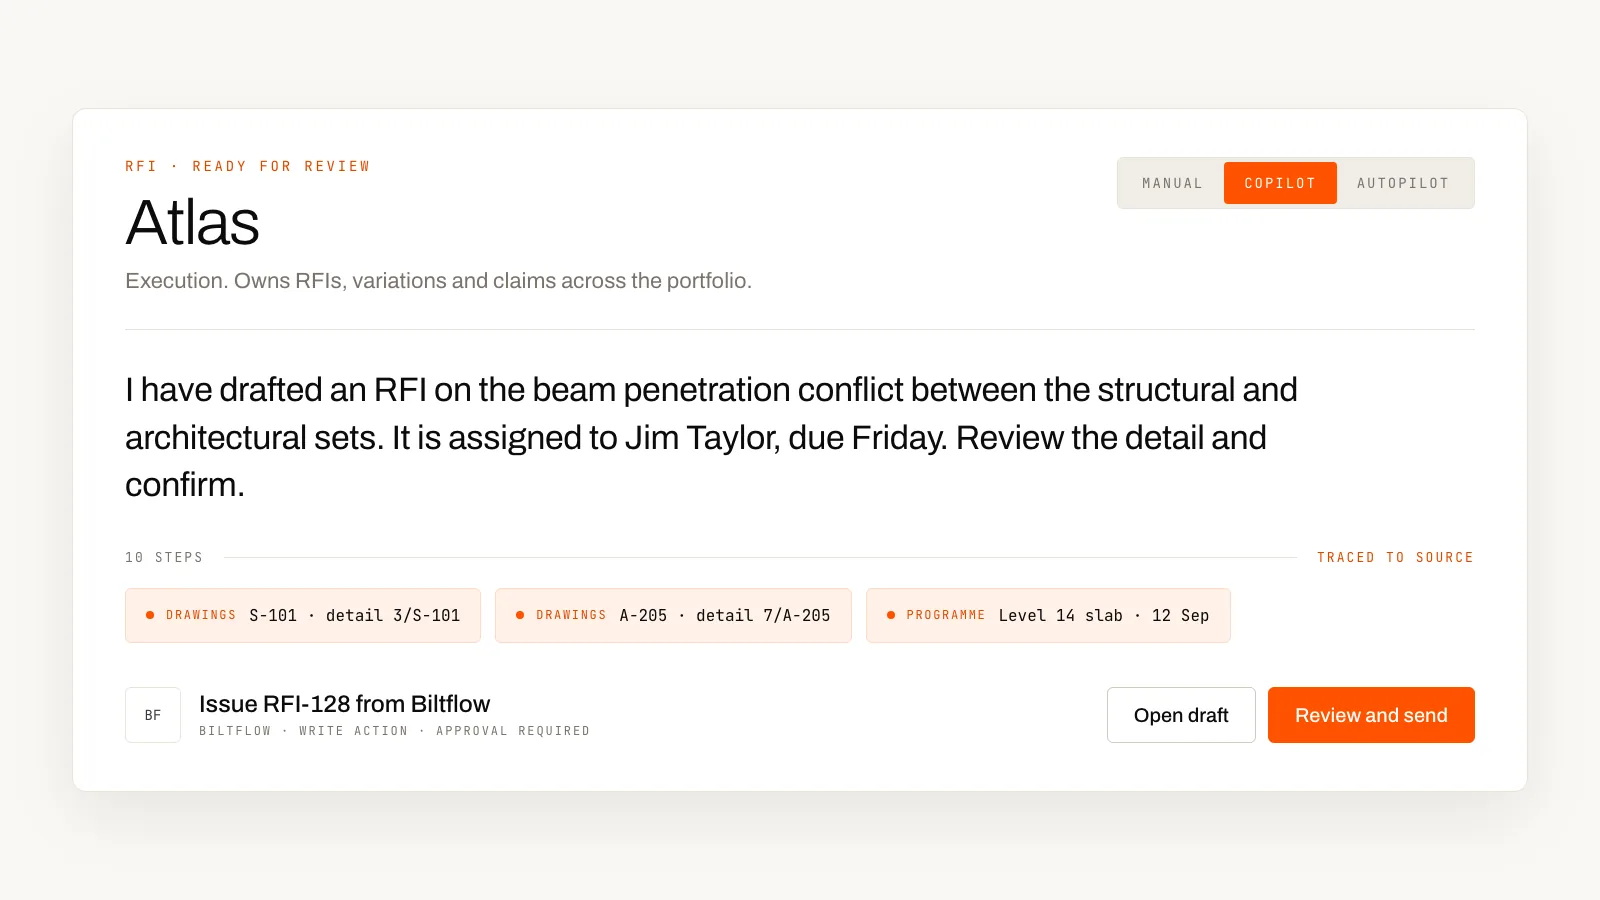 RFI · READY FOR REVIEW
MANUAL COPILOT AUTOPILOT
Atlas
Execution. Owns RFIs, variations and claims across the portfolio.
I have drafted an RFI on the beam penetration conflict between the structural and
architectural sets. It is assigned to Jim Taylor, due Friday. Review the detail and
confirm.
10 STEPS TRACED TO SOURCE
DRAWINGS S-101 · detail 3/S-101 DRAWINGS A-205 · detail 7/A-205 PROGRAMME Level 14 slab · 12 Sep
BF Issue RFI-128 from Biltflow Open draft Review and send
BILTFLOW · WRITE ACTION · APPROVAL REQUIRED